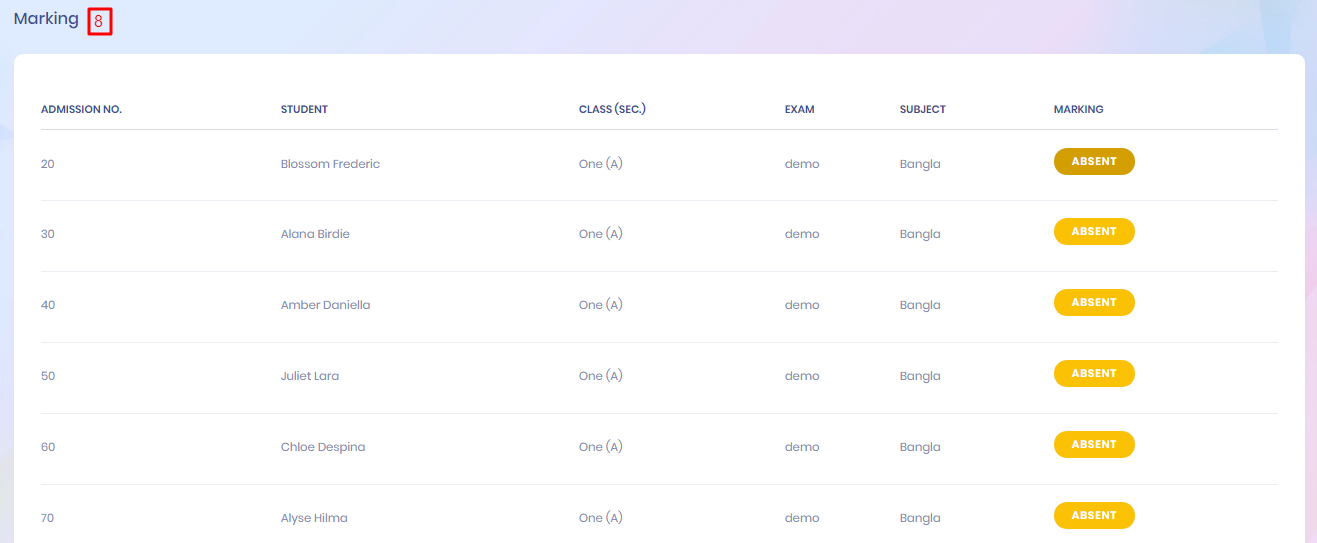 Marking 8
ADMISSION NO. STUDENT CLASS (SEC.) EXAM SUBJECT MARKING
20 Blossom Frederic One (A) demo Bangla ABSENT
30 Alana Birdie One (A) demo Bangla ABSENT
40 Amber Daniella One (A) demo Bangla ABSENT
50 Juliet Lara One (A) demo Bangla ABSENT
60 Chloe Despina One (A) demo Bangla ABSENT
70 Alyse Hilma One (A) demo Bangla ABSENT